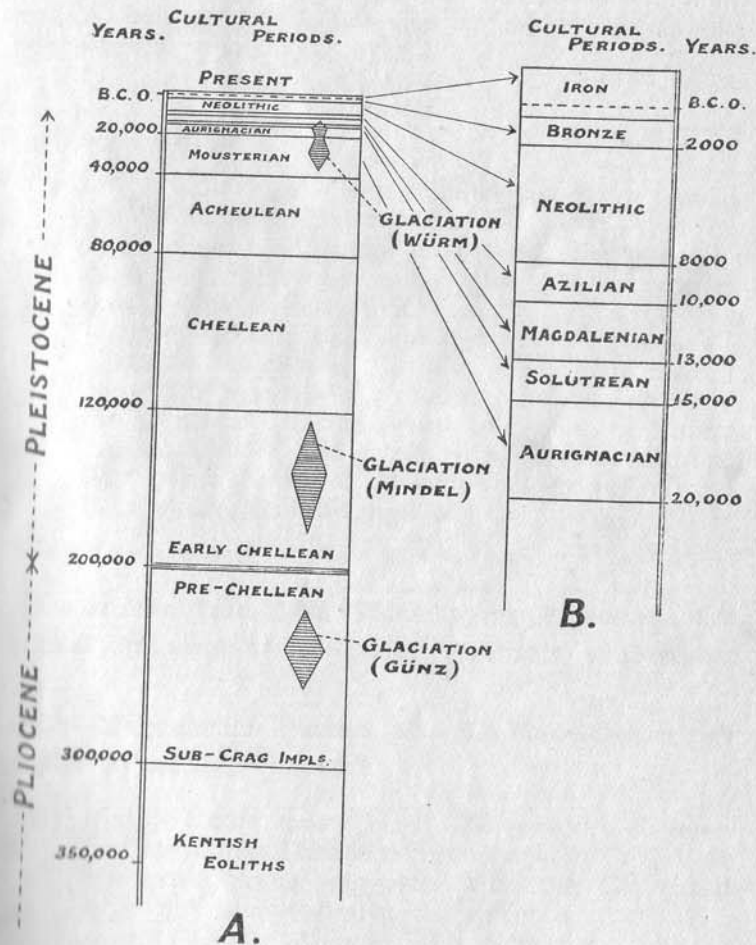 YEARS.
CULTURAL
PERIODS.
PRESENT
B.C. O
NEOLITHIC
20,000
AURIGNACIAN
MOUSTERIAN
40,000
ACHEULEAN
80,000
CHELLEAN
120,000
EARLY CHELLEAN
200,000
PRE-CHELLEAN
300,000
SUB-CRAG IMPLS.
KENTISH
EOLITHS
350,000
A.
PLEISTOCENE
PLIOCENE
GLACIATION
(WÜRM)
GLACIATION
(MINDEL)
GLACIATION
(GÜNZ)
CULTURAL
PERIODS.
YEARS.
IRON
B.C.O.
BRONZE
2000
NEOLITHIC
8000
AZILIAN
10,000
MAGDALENIAN
13,000
SOLUTREAN
15,000
AURIGNACIAN
20,000
B.